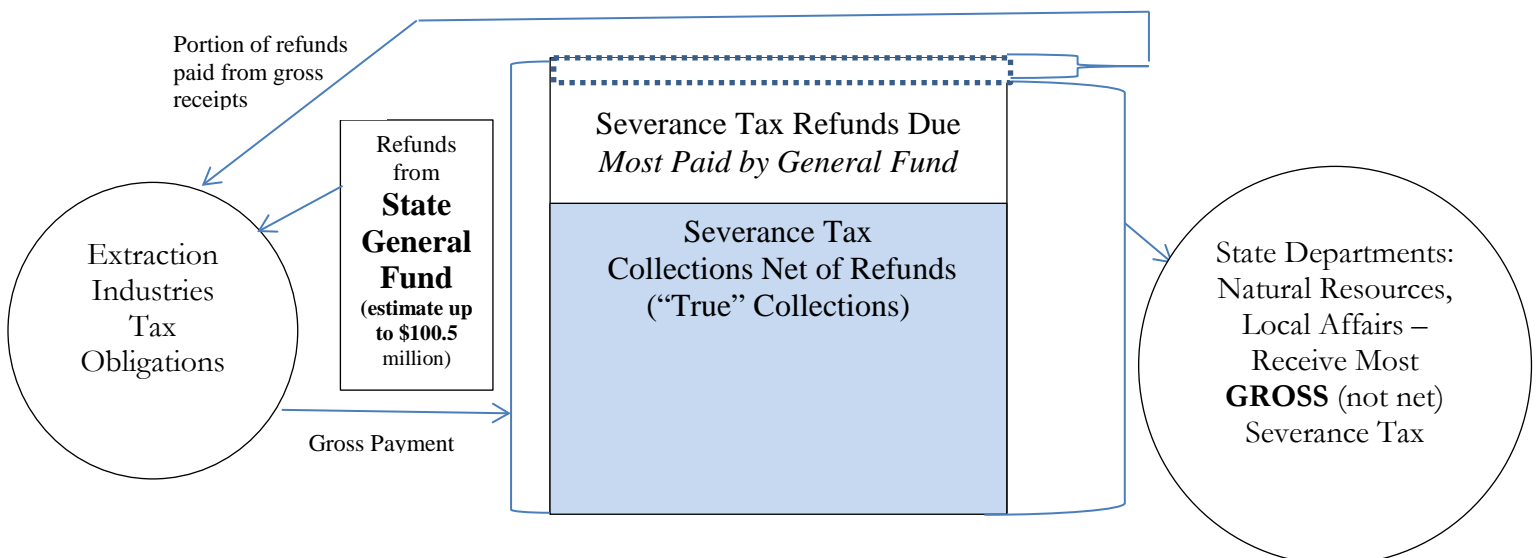 Portion of refunds
paid from gross
receipts
Refunds
from
State
General
Fund
(estimate up
to $100.5
million)
Extraction
Industries
Tax
Obligations
Gross Payment
Severance Tax Refunds Due
Most Paid by General Fund
Severance Tax
Collections Net of Refunds
(“True” Collections)
State Departments:
Natural Resources,
Local Affairs –
Receive Most
GROSS (not net)
Severance Tax